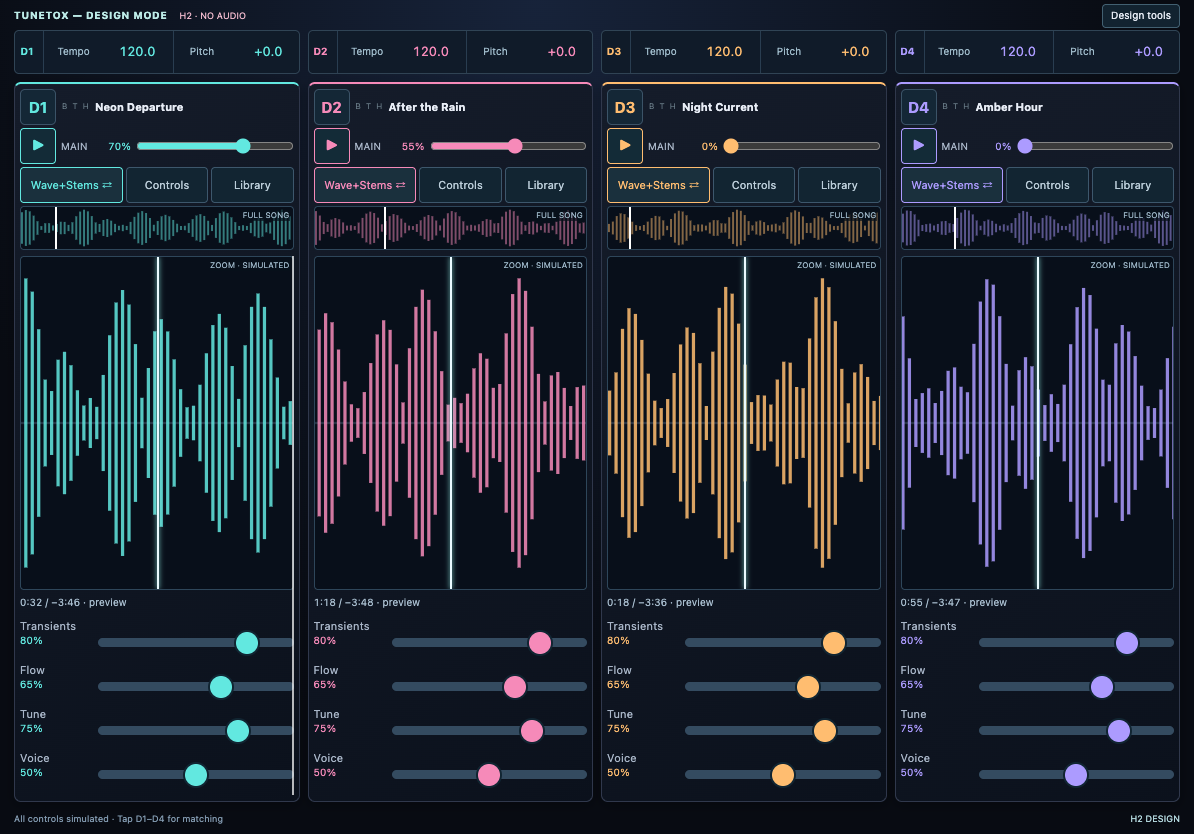 TUNETOX — DESIGN MODE H2 · NO AUDIO Design tools
D1 Tempo 120.0 Pitch +0.0 D2 Tempo 120.0 Pitch +0.0 D3 Tempo 120.0 Pitch +0.0 D4 Tempo 120.0 Pitch +0.0
D1 B T H Neon Departure
MAIN 70%
Wave+Stems ⇄ Controls Library
FULL SONG
ZOOM · SIMULATED
0:32 / −3:46 · preview
Transients
80%
Flow
65%
Tune
75%
Voice
50%
D2 B T H After the Rain
MAIN 55%
Wave+Stems ⇄ Controls Library
FULL SONG
ZOOM · SIMULATED
1:18 / −3:48 · preview
Transients
80%
Flow
65%
Tune
75%
Voice
50%
D3 B T H Night Current
MAIN 0%
Wave+Stems ⇄ Controls Library
FULL SONG
ZOOM · SIMULATED
0:18 / −3:36 · preview
Transients
80%
Flow
65%
Tune
75%
Voice
50%
D4 B T H Amber Hour
MAIN 0%
Wave+Stems ⇄ Controls Library
FULL SONG
ZOOM · SIMULATED
0:55 / −3:47 · preview
Transients
80%
Flow
65%
Tune
75%
Voice
50%
All controls simulated · Tap D1–D4 for matching H2 DESIGN